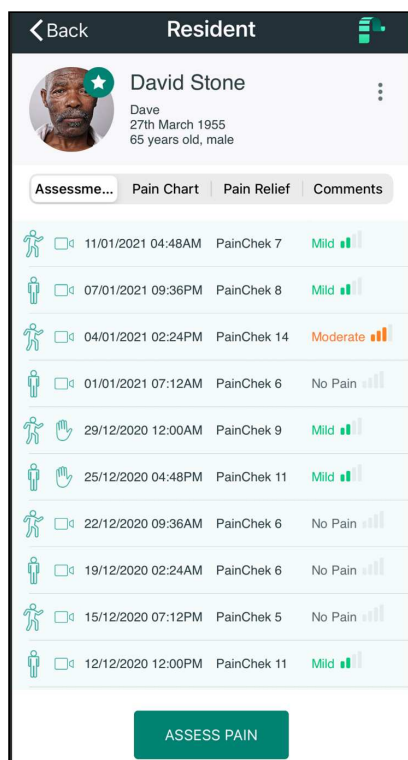 Back Resident
David Stone
Dave
27th March 1955
65 years old, male
Assessme... Pain Chart Pain Relief Comments
11/01/2021 04:48AM PainChek 7 Mild
07/01/2021 09:36PM PainChek 8 Mild
04/01/2021 02:24PM PainChek 14 Moderate
01/01/2021 07:12AM PainChek 6 No Pain
29/12/2020 12:00AM PainChek 9 Mild
25/12/2020 04:48PM PainChek 11 Mild
22/12/2020 09:36AM PainChek 6 No Pain
19/12/2020 02:24AM PainChek 6 No Pain
15/12/2020 07:12PM PainChek 5 No Pain
12/12/2020 12:00PM PainChek 11 Mild
ASSESS PAIN